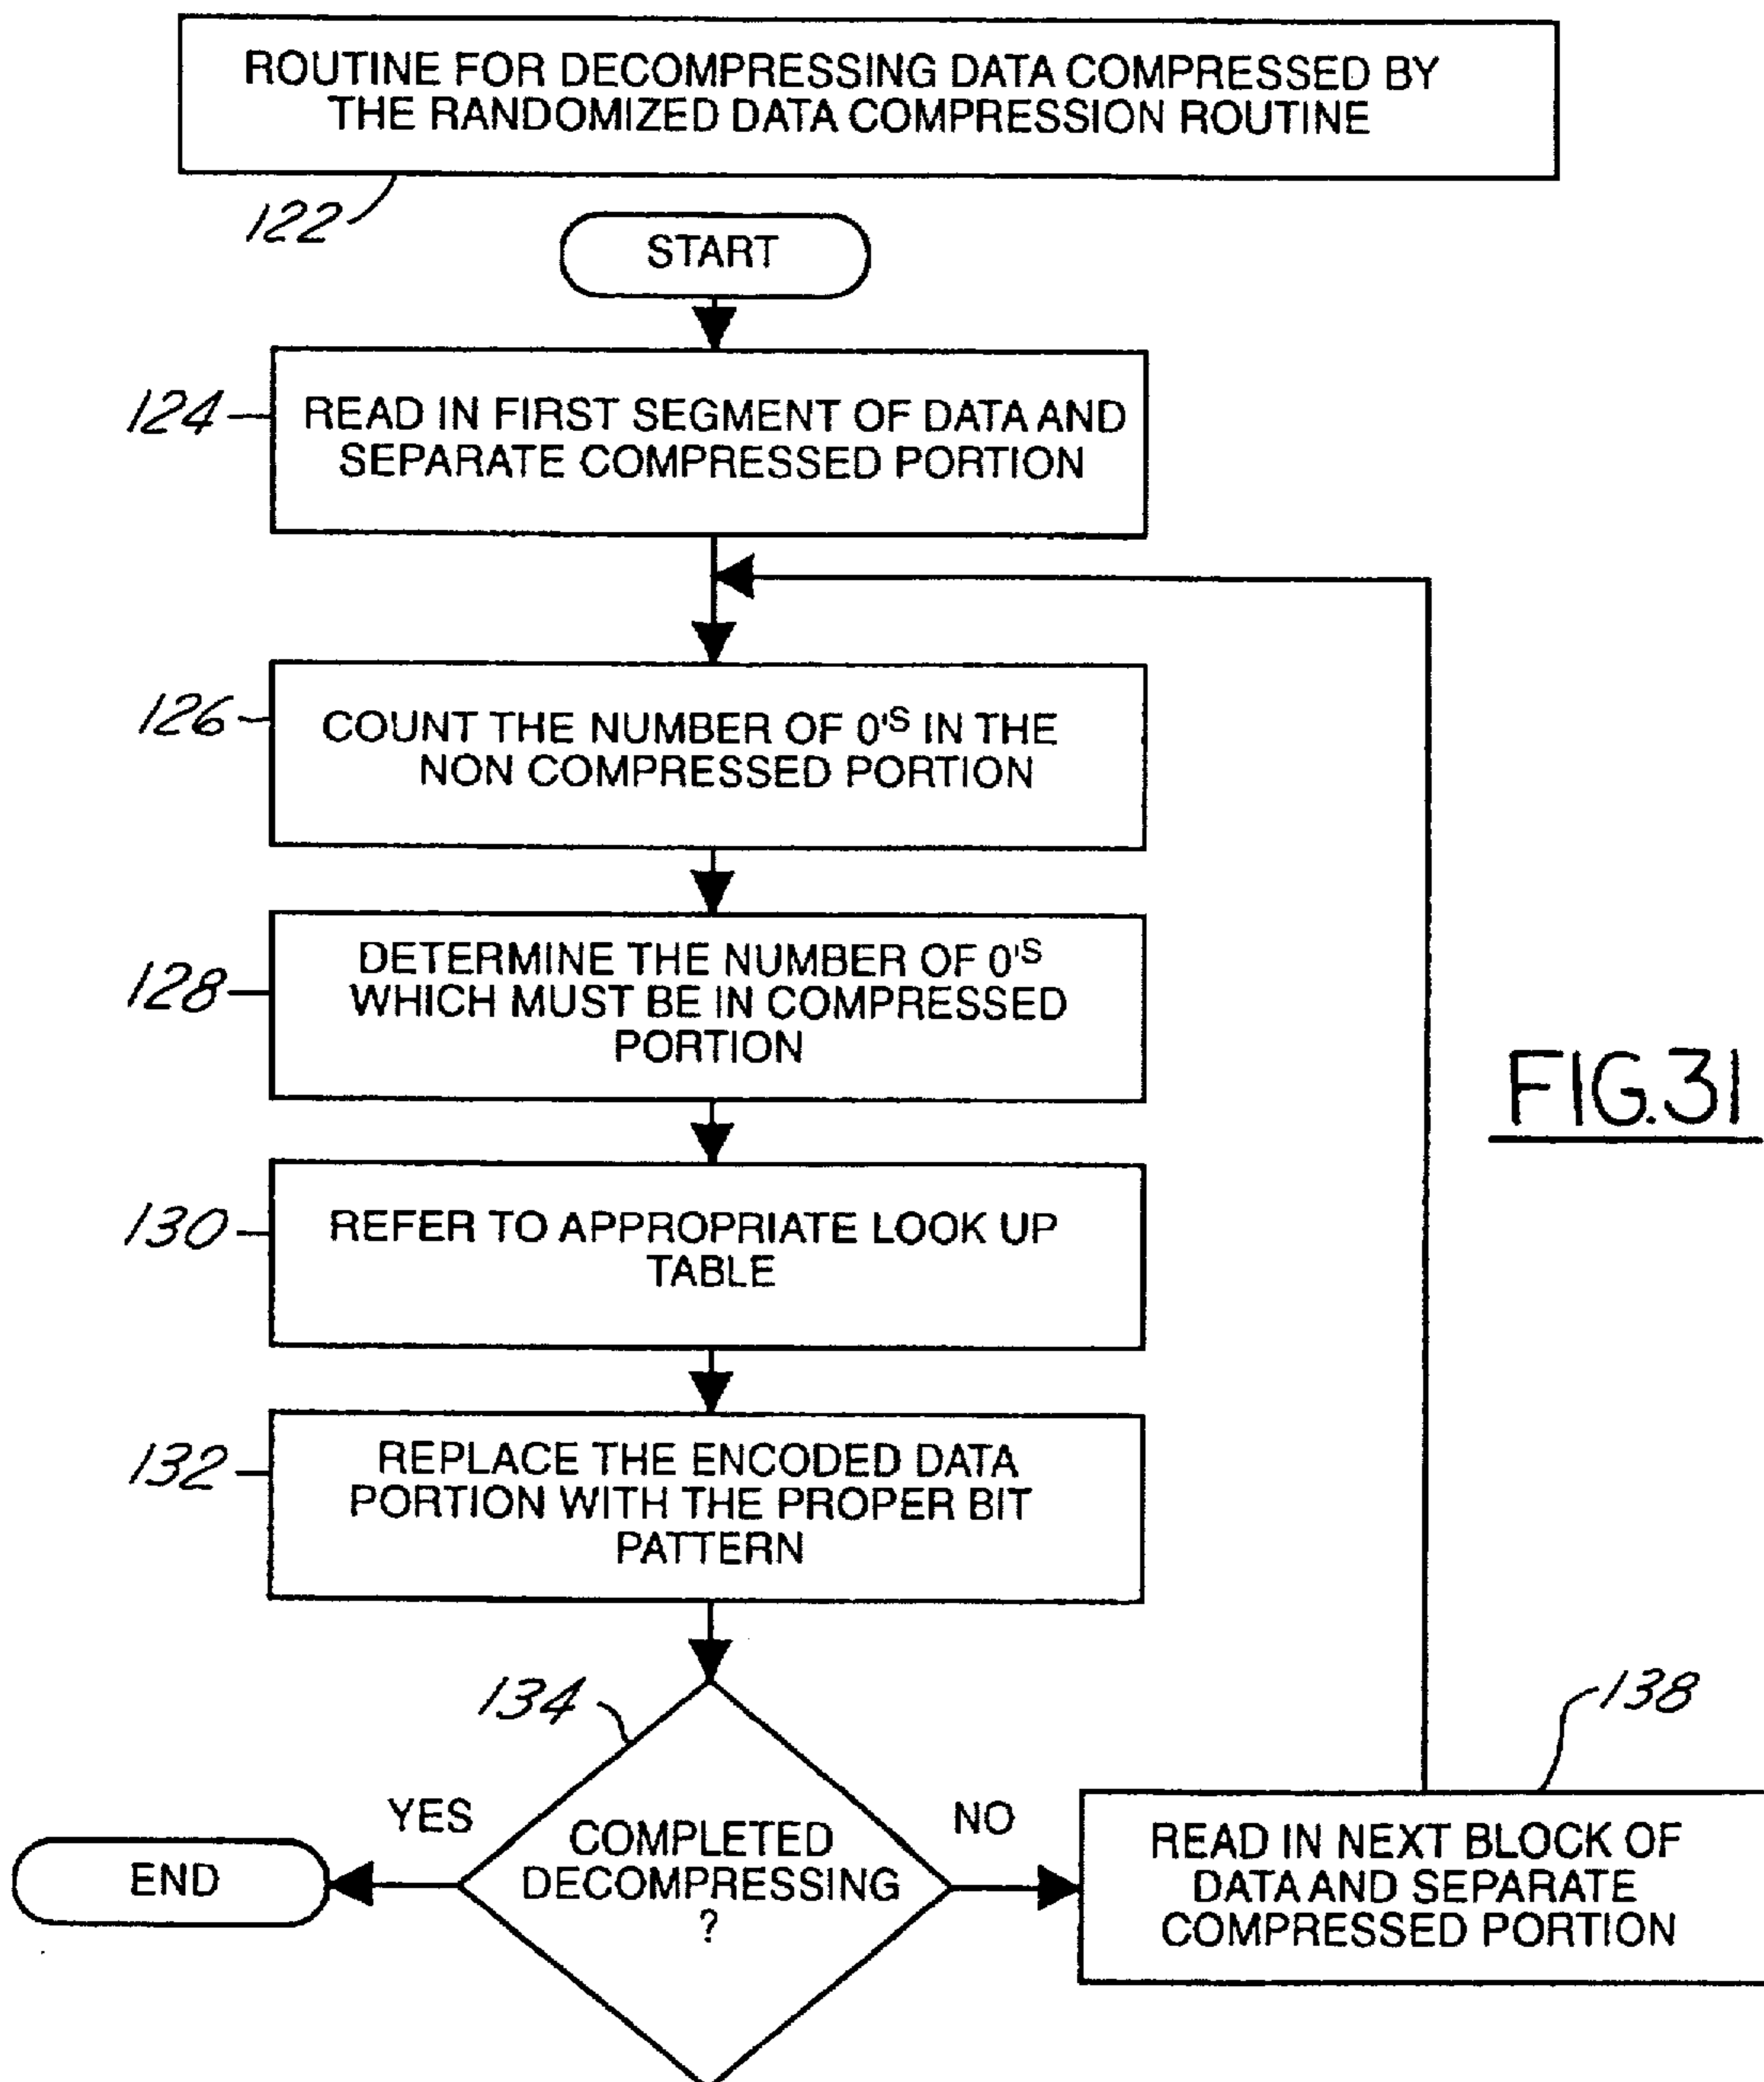 ROUTINE FOR DECOMPRESSING DATA COMPRESSED BY
THE RANDOMIZED DATA COMPRESSION ROUTINE
122
START
124
READ IN FIRST SEGMENT OF DATA AND
SEPARATE COMPRESSED PORTION
126
COUNT THE NUMBER OF 0'S IN THE
NON COMPRESSED PORTION
128
DETERMINE THE NUMBER OF 0'S
WHICH MUST BE IN COMPRESSED
PORTION
FIG.31
130
REFER TO APPROPRIATE LOOK UP
TABLE
132
REPLACE THE ENCODED DATA
PORTION WITH THE PROPER BIT
PATTERN
134
138
YES
NO
END
COMPLETED
DECOMPRESSING
?
READ IN NEXT BLOCK OF
DATA AND SEPARATE
COMPRESSED PORTION